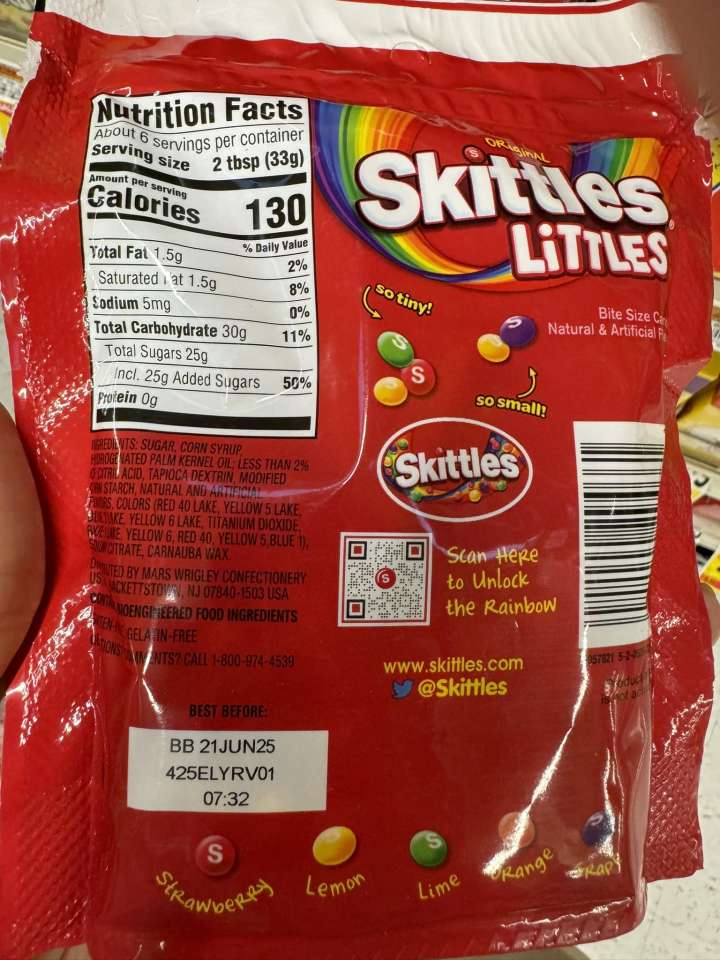 Nutrition Facts
About 6 servings per container
Serving size 2 tbsp (33g)
Amount per serving
Calories 130
% Daily Value
Total Fat 1.5g 2%
Saturated Fat 1.5g 8%
Sodium 5mg 0%
Total Carbohydrate 30g 11%
Total Sugars 25g
Incl. 25g Added Sugars 50%
Protein 0g
INGREDIENTS: SUGAR, CORN SYRUP,
HYDROGENATED PALM KERNEL OIL; LESS THAN 2%
OF CITRIC ACID, TAPIOCA DEXTRIN, MODIFIED
CORN STARCH, NATURAL AND ARTIFICIAL
COLORS (RED 40 LAKE, YELLOW 5 LAKE,
LAKE, YELLOW 6 LAKE, TITANIUM DIOXIDE,
YELLOW 6, RED 40, YELLOW 5, BLUE 1),
CITRATE, CARNAUBA WAX.
BY MARS WRIGLEY CONFECTIONERY
HACKETTSTOWN, NJ 07840-1503 USA
BIOENGINEERED FOOD INGREDIENTS
GELATIN-FREE
CALL 1-800-974-4539
BEST BEFORE:
BB 21JUN25
425ELYRV01
07:32
ORIGINAL
Skittles
LiTTLES
Bite Size
Natural & Artificial
so tiny!
S
S
S
so small!
Skittles
S
Scan Here
to Unlock
the Rainbow
www.skittles.com
@Skittles
S
Strawberry
Lemon
S
Lime
Orange
S